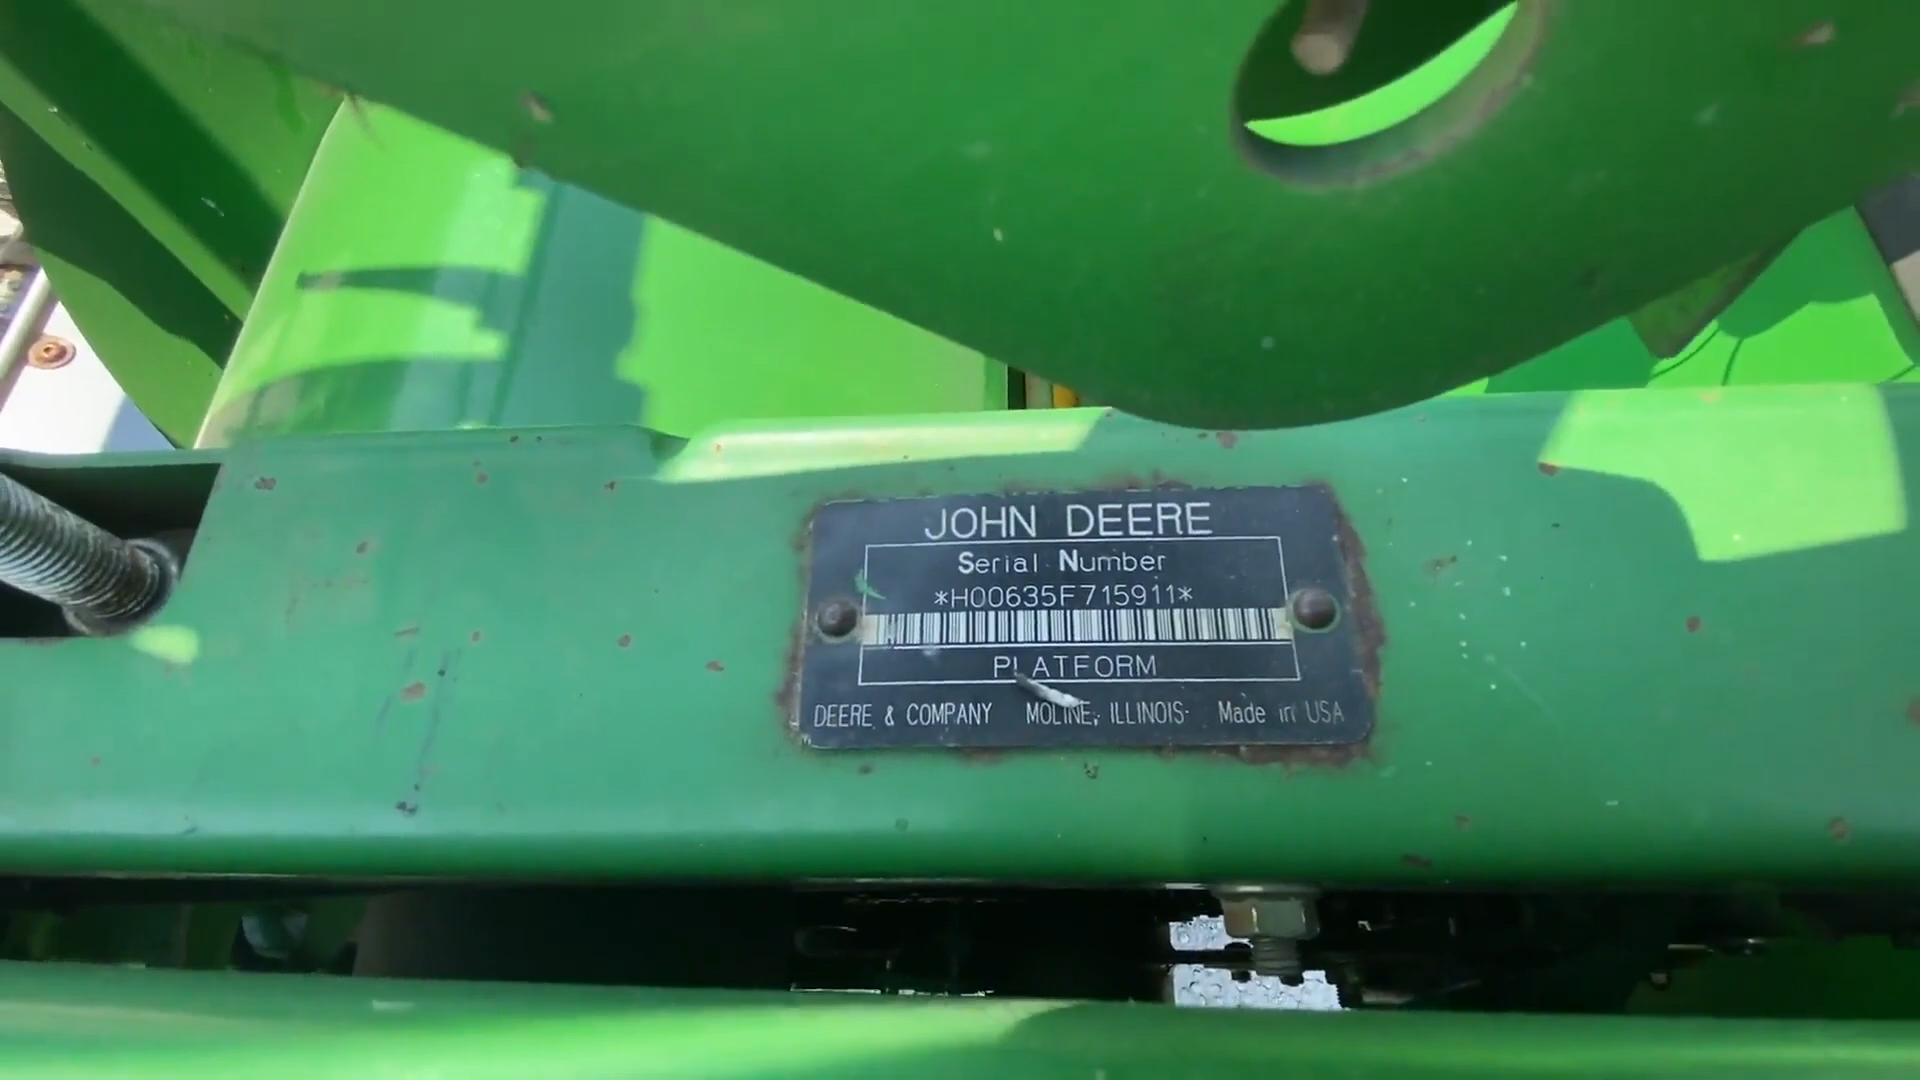 JOHN DEERE
Serial Number
*H00635F715911*
PLATFORM
DEERE & COMPANY MOLINE, ILLINOIS Made in USA